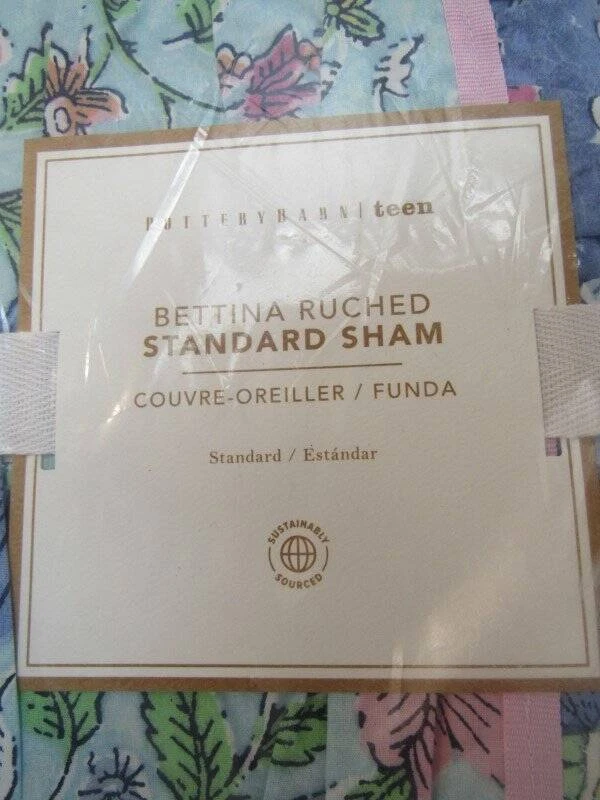 POTTERYBARN | teen
BETTINA RUCHED
STANDARD SHAM
COUVRE-OREILLER / FUNDA
Standard / Estándar
SUSTAINABLY
SOURCED